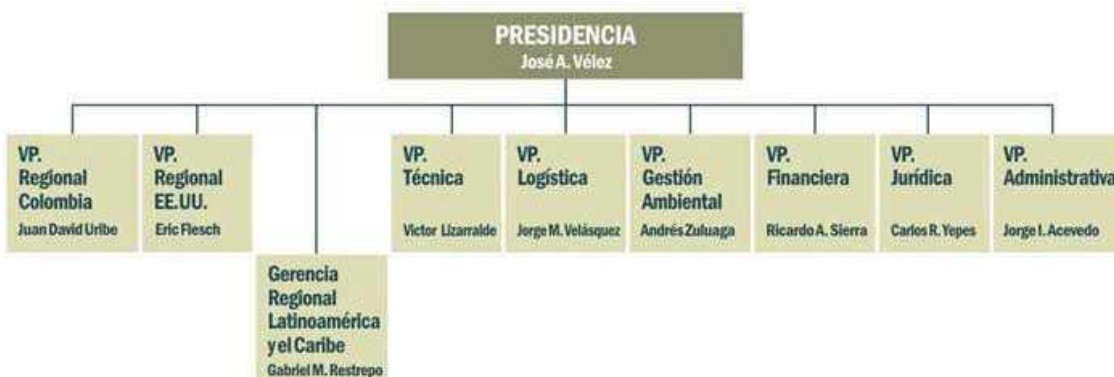 PRESIDENCIA
José A. Vélez
VP.
Regional
Colombia
Juan David Uribe
VP.
Regional
EE.UU.
Eric Flesch
Gerencia
Regional
Latinoamérica
y el Caribe
Gabriel M. Restrepo
VP.
Técnica
Victor Lizarralde
VP.
Logística
Jorge M. Velásquez
VP.
Gestión
Ambiental
Andrés Zuluaga
VP.
Financiera
Ricardo A. Sierra
VP.
Jurídica
Carlos R. Yepes
VP.
Administrativa
Jorge I. Acevedo